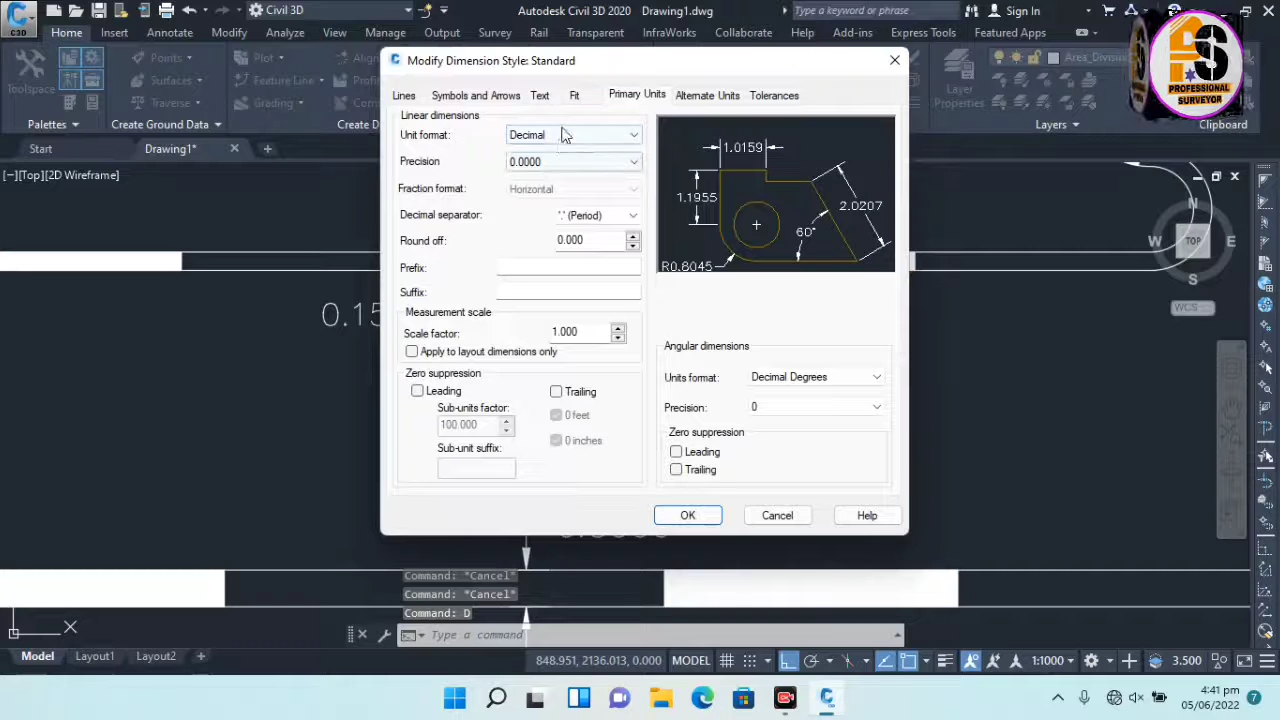 C3D
Civil 3D
Civil 3D 2020 Drawing1.dwg
Type a keyword or phrase
Sign In
Home Insert Annotate Modify Analyze View Manage Output Survey Rail Transparent InfraWorks Collaborate Help Add-ins Express Tools Featured Apps
Toolspace
Points
Surfaces
Traverse
Plot
Feature Line
Grading
Area_Division
Palettes
Create Ground Data
Layers
Clipboard
PS
PROFESSIONAL SURVEYOR
Start
Drawing1*
[−][Top][2D Wireframe]
Modify Dimension Style: Standard
Lines Symbols and Arrows Text Fit Primary Units Alternate Units Tolerances
Linear dimensions
Unit format: Decimal
Precision 0.0000
Fraction format: Horizontal
Decimal separator: '.' (Period)
Round off: 0.000
Prefix:
Suffix:
Measurement scale
Scale factor: 1.000
Apply to layout dimensions only
Zero suppression
Leading
Trailing
Sub-units factor:
0 feet
100.000
0 inches
Sub-unit suffix:
1.0159
1.1955
2.0207
60°
R0.8045
Angular dimensions
Units format: Decimal Degrees
Precision: 0
Zero suppression
Leading
Trailing
OK Cancel Help
N
W TOP E
S
WCS
0.15
X
Command: *Cancel*
Command: *Cancel*
Command: D
Type a command
Model Layout1 Layout2 +
848.951, 2136.013, 0.000 MODEL
1:1000
3.500
4:41 pm
05/06/2022